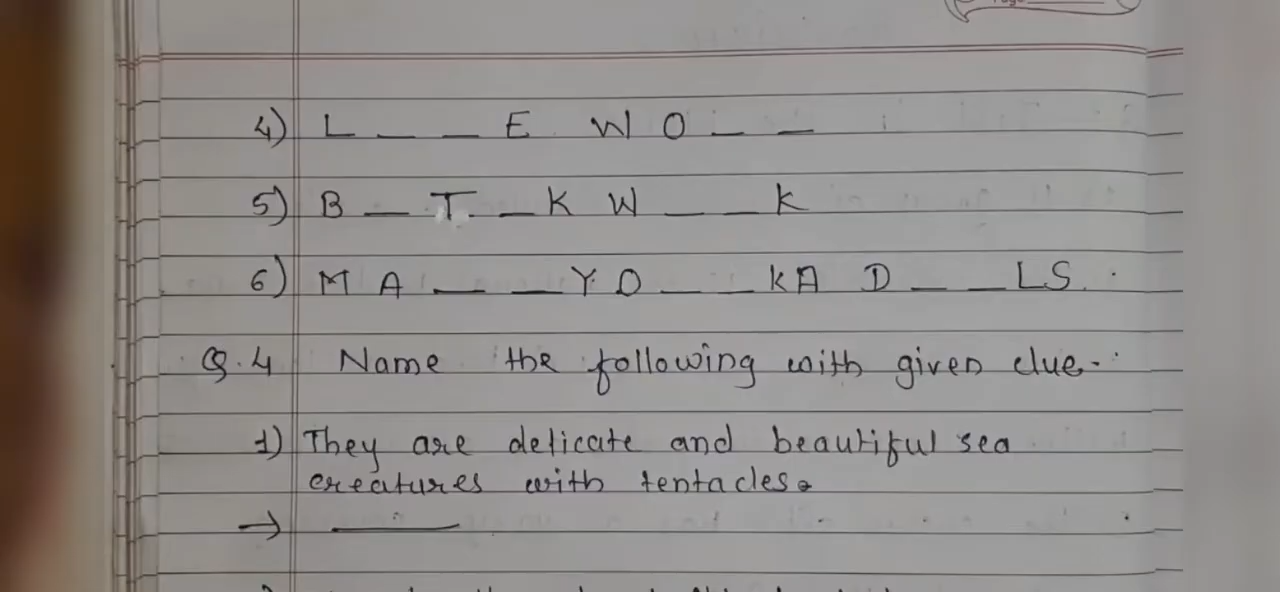 4) L _ _ E W O _ _
5) B _ T _ K W _ _ K
6) M A _ _ Y O _ _ K A D _ _ L S.
Q.4 Name the following with given clue.
1) They are delicate and beautiful sea
creatures with tentacles.
→ ____